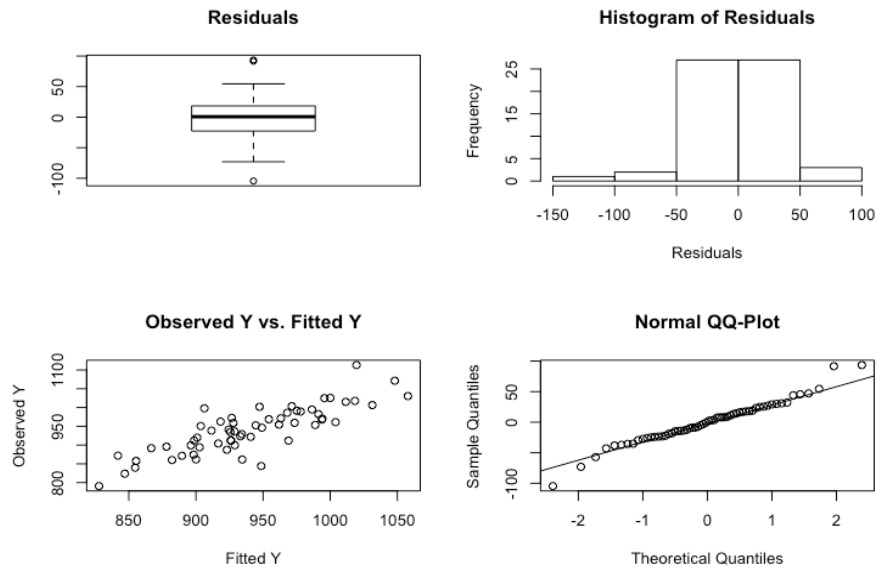 Residuals
50
0
-100
Histogram of Residuals
Frequency
25
15
5
0
-150
-100
-50
0
50
100
Residuals
Observed Y vs. Fitted Y
Observed Y
1100
950
800
850
900
950
1000
1050
Fitted Y
Normal QQ-Plot
Sample Quantiles
50
0
-100
-2
-1
0
1
2
Theoretical Quantiles